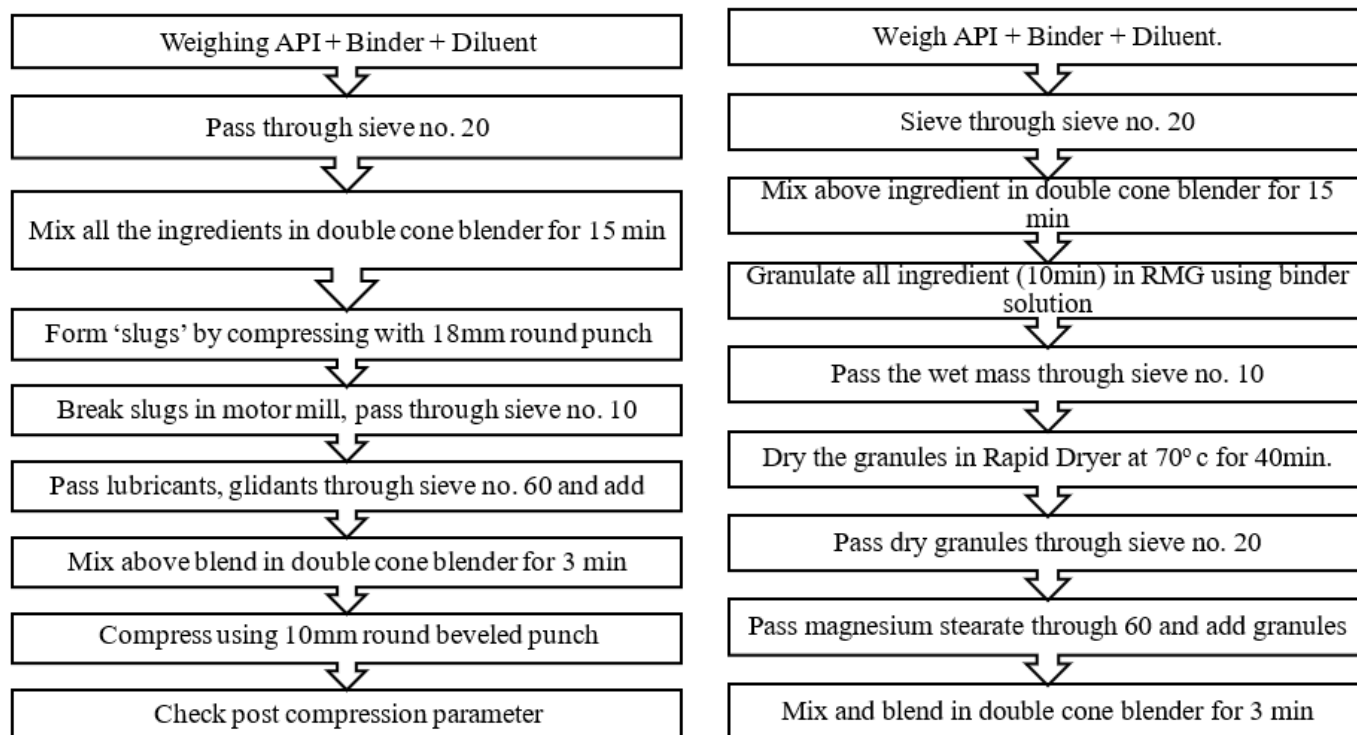 Weighing API + Binder + Diluent
Pass through sieve no. 20
Mix all the ingredients in double cone blender for 15 min
Form ‘slugs’ by compressing with 18mm round punch
Break slugs in motor mill, pass through sieve no. 10
Pass lubricants, glidants through sieve no. 60 and add
Mix above blend in double cone blender for 3 min
Compress using 10mm round beveled punch
Check post compression parameter
Weigh API + Binder + Diluent.
Sieve through sieve no. 20
Mix above ingredient in double cone blender for 15
min
Granulate all ingredient (10min) in RMG using binder
solution
Pass the wet mass through sieve no. 10
Dry the granules in Rapid Dryer at 70º c for 40min.
Pass dry granules through sieve no. 20
Pass magnesium stearate through 60 and add granules
Mix and blend in double cone blender for 3 min